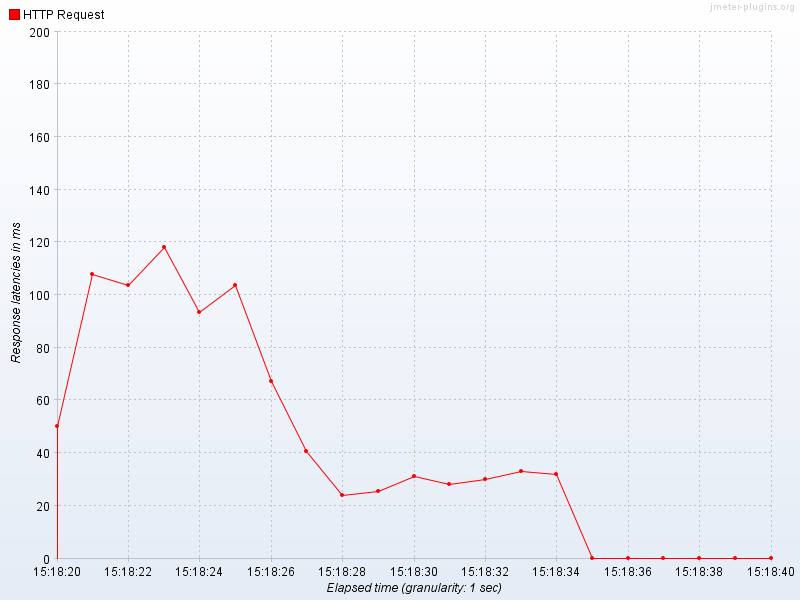 jmeter-plugins.org
HTTP Request
200
180
160
140
120
100
80
60
40
20
0
Response latencies in ms
15:18:20 15:18:22 15:18:24 15:18:26 15:18:28 15:18:30 15:18:32 15:18:34 15:18:36 15:18:38 15:18:40
Elapsed time (granularity: 1 sec)